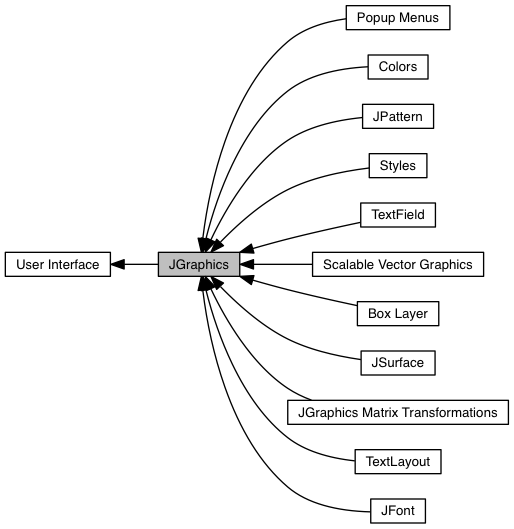 Popup Menus
Colors
JPattern
Styles
TextField
User Interface
JGraphics
Scalable Vector Graphics
Box Layer
JSurface
JGraphics Matrix Transformations
TextLayout
JFont